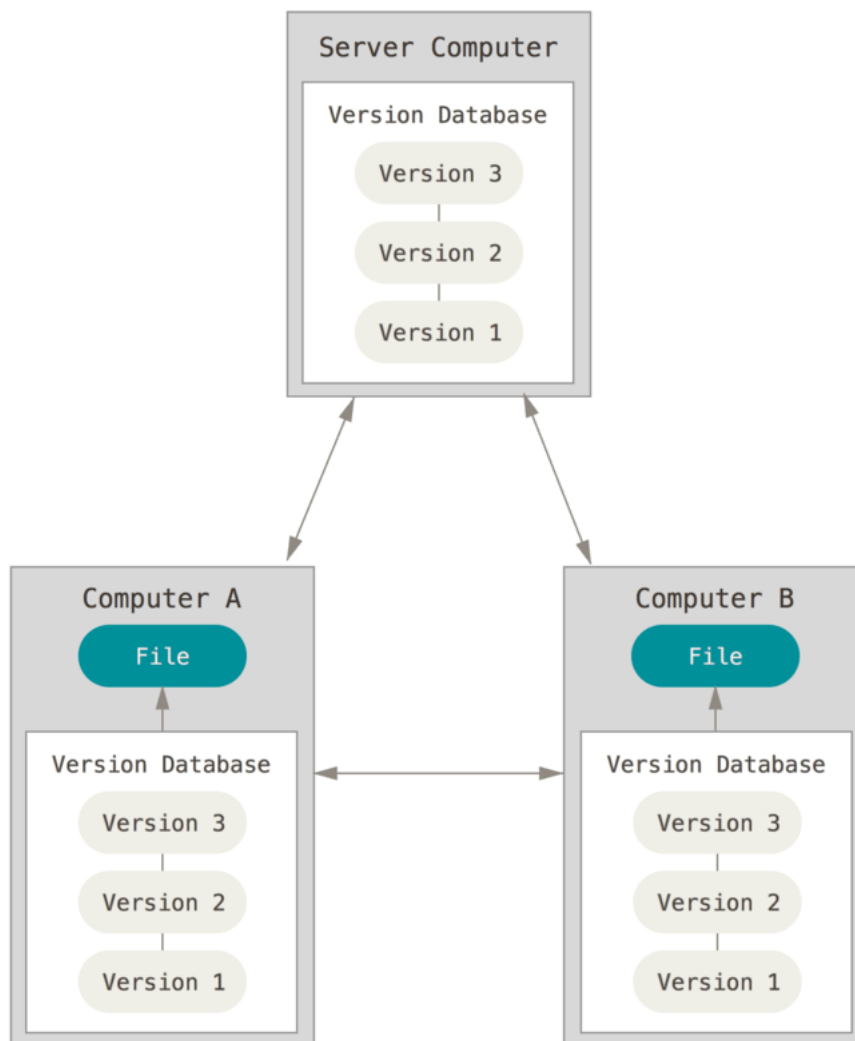 Server Computer
Version Database
Version 3
Version 2
Version 1
Computer A
File
Version Database
Version 3
Version 2
Version 1
Computer B
File
Version Database
Version 3
Version 2
Version 1